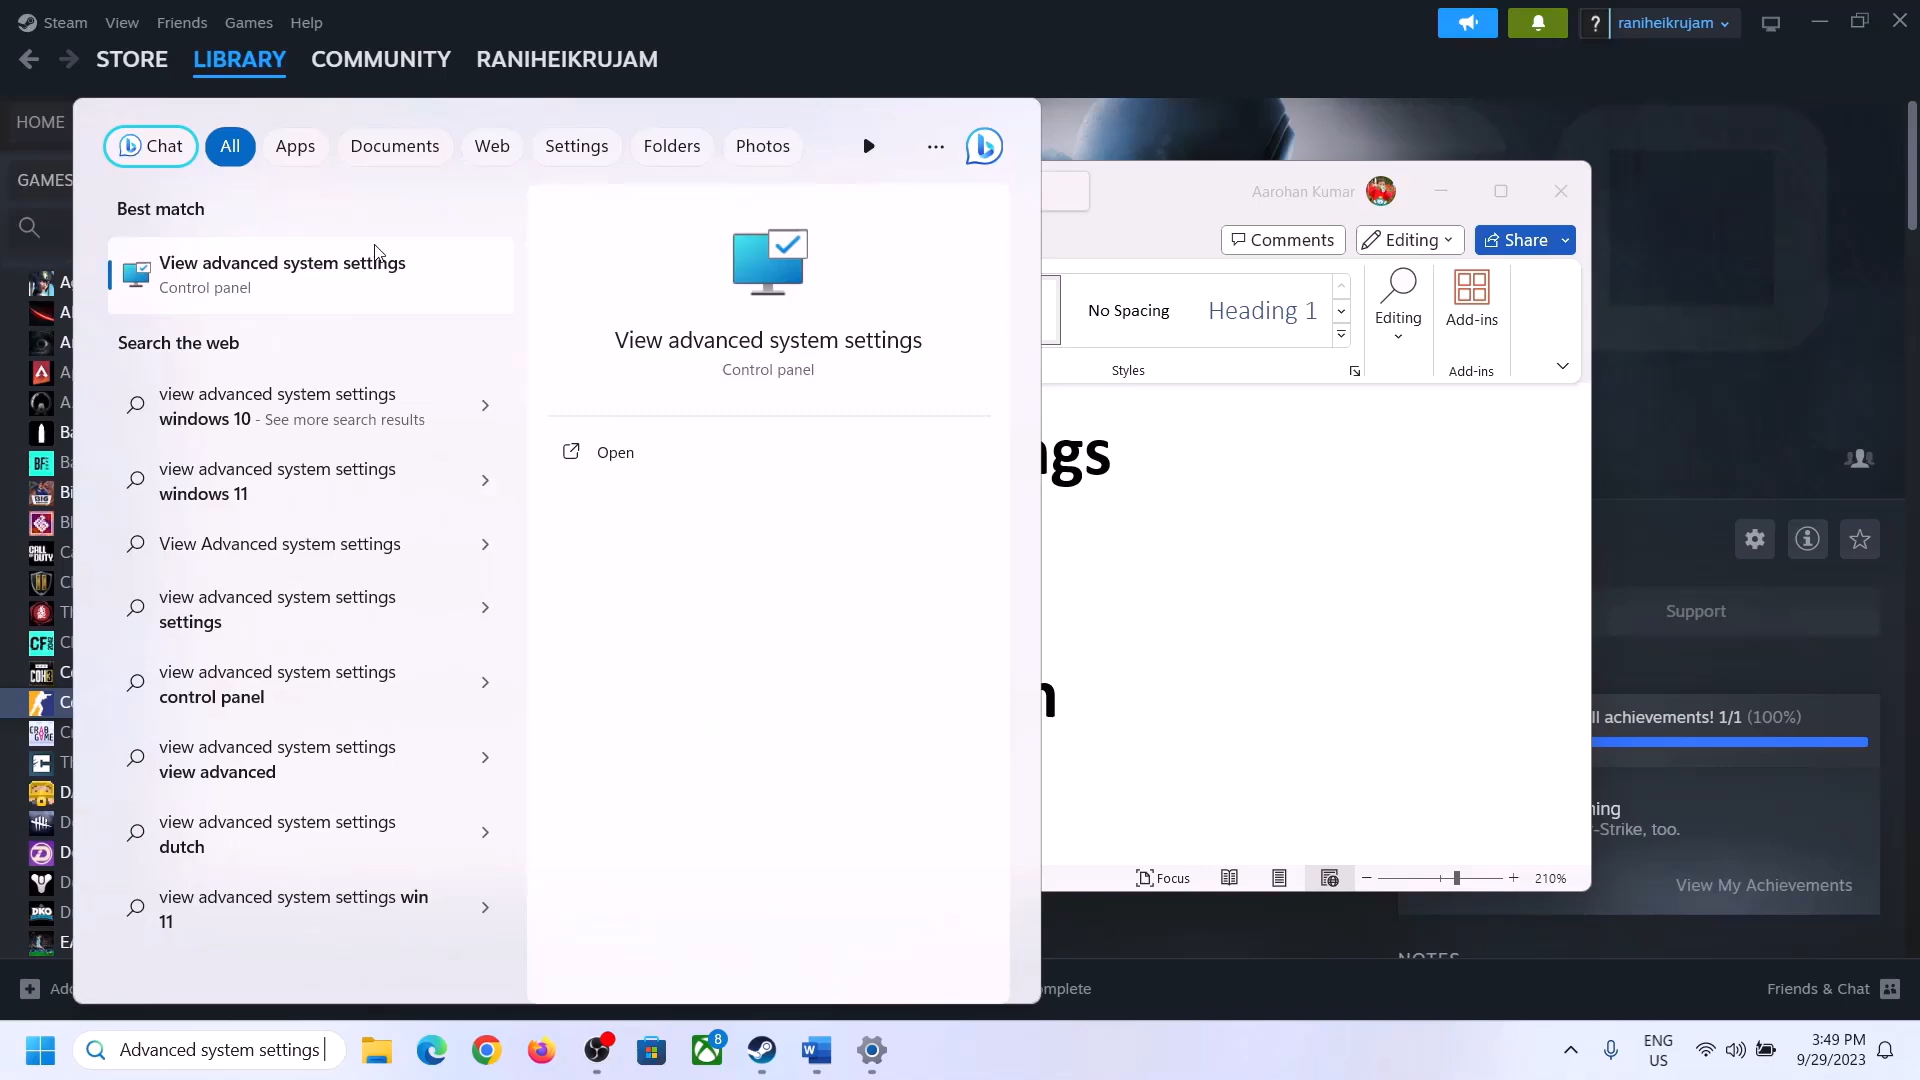 Steam View Friends Games Help
raniheikrujam
STORE LIBRARY COMMUNITY RANIHEIKRUJAM
HOME
GAMES
Chat All Apps Documents Web Settings Folders Photos
Best match
View advanced system settings
Control panel
Search the web
view advanced system settings
windows 10 - See more search results
view advanced system settings
windows 11
View Advanced system settings
view advanced system settings
settings
view advanced system settings
control panel
view advanced system settings
view advanced
view advanced system settings
dutch
view advanced system settings win
11
View advanced system settings
Control panel
Open
Aarohan Kumar
Comments Editing Share
No Spacing Heading 1
Editing
Add-ins
Styles
Add-ins
ngs
Focus
210%
Support
ll achievements! 1/1 (100%)
-Strike, too.
View My Achievements
NOTES
Friends & Chat
Advanced system settings
8
ENG
US
3:49 PM
9/29/2023